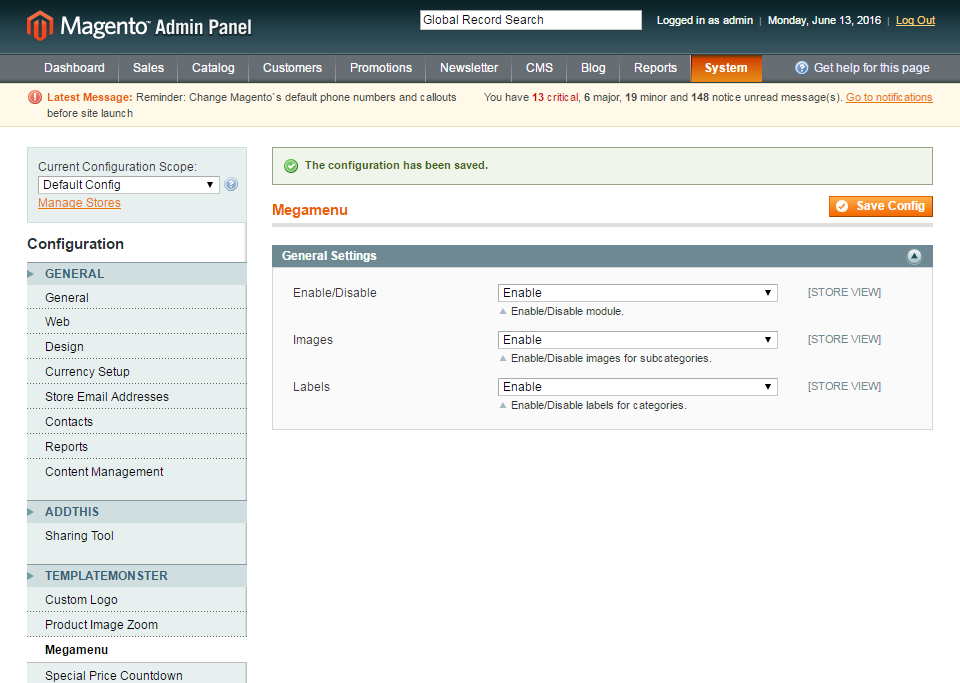 Magento™ Admin Panel
Global Record Search
Logged in as admin | Monday, June 13, 2016 | Log Out
Dashboard Sales Catalog Customers Promotions Newsletter CMS Blog Reports System Get help for this page
Latest Message: Reminder: Change Magento`s default phone numbers and callouts
before site launch
You have 13 critical, 6 major, 19 minor and 148 notice unread message(s). Go to notifications
Current Configuration Scope:
Default Config
Manage Stores
Configuration
GENERAL
General
Web
Design
Currency Setup
Store Email Addresses
Contacts
Reports
Content Management
ADDTHIS
Sharing Tool
TEMPLATEMONSTER
Custom Logo
Product Image Zoom
Megamenu
Special Price Countdown
The configuration has been saved.
Megamenu
Save Config
General Settings
Enable/Disable Enable [STORE VIEW]
Enable/Disable module.
Images Enable [STORE VIEW]
Enable/Disable images for subcategories.
Labels Enable [STORE VIEW]
Enable/Disable labels for categories.